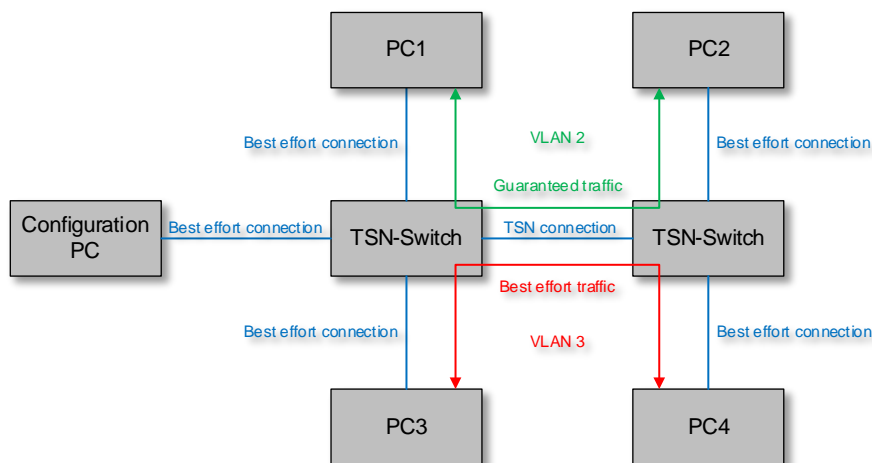 PC1
PC2
Best effort connection
VLAN 2
Best effort connection
Guaranteed traffic
Configuration
PC
Best effort connection
TSN-Switch
TSN connection
TSN-Switch
Best effort traffic
Best effort connection
VLAN 3
Best effort connection
PC3
PC4